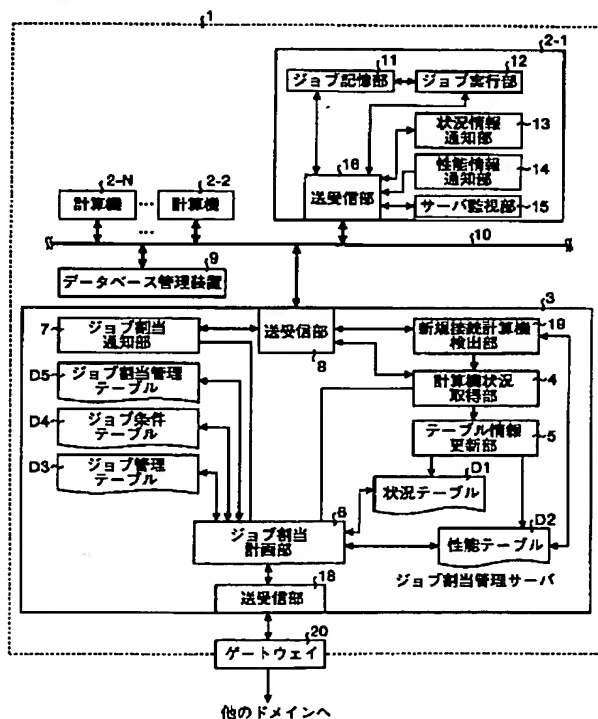 1
2-1
11
12
ジョブ記憶部
ジョブ実行部
状況情報
通知部
13
性能情報
通知部
14
16
送受信部
サーバ監視部
15
2-N
2-2
計算機
…
計算機
…
10
9
データベース管理装置
3
7
ジョブ割当
通知部
送受信部
8
新規接続計算機
検出部
19
D5
ジョブ割当管理
テーブル
計算機状況
取得部
4
D4
ジョブ条件
テーブル
テーブル情報
更新部
5
D3
ジョブ管理
テーブル
D1
状況テーブル
6
ジョブ割当
計画部
D2
性能テーブル
ジョブ割当管理サーバ
18
送受信部
20
ゲートウェイ
他のドメインへ